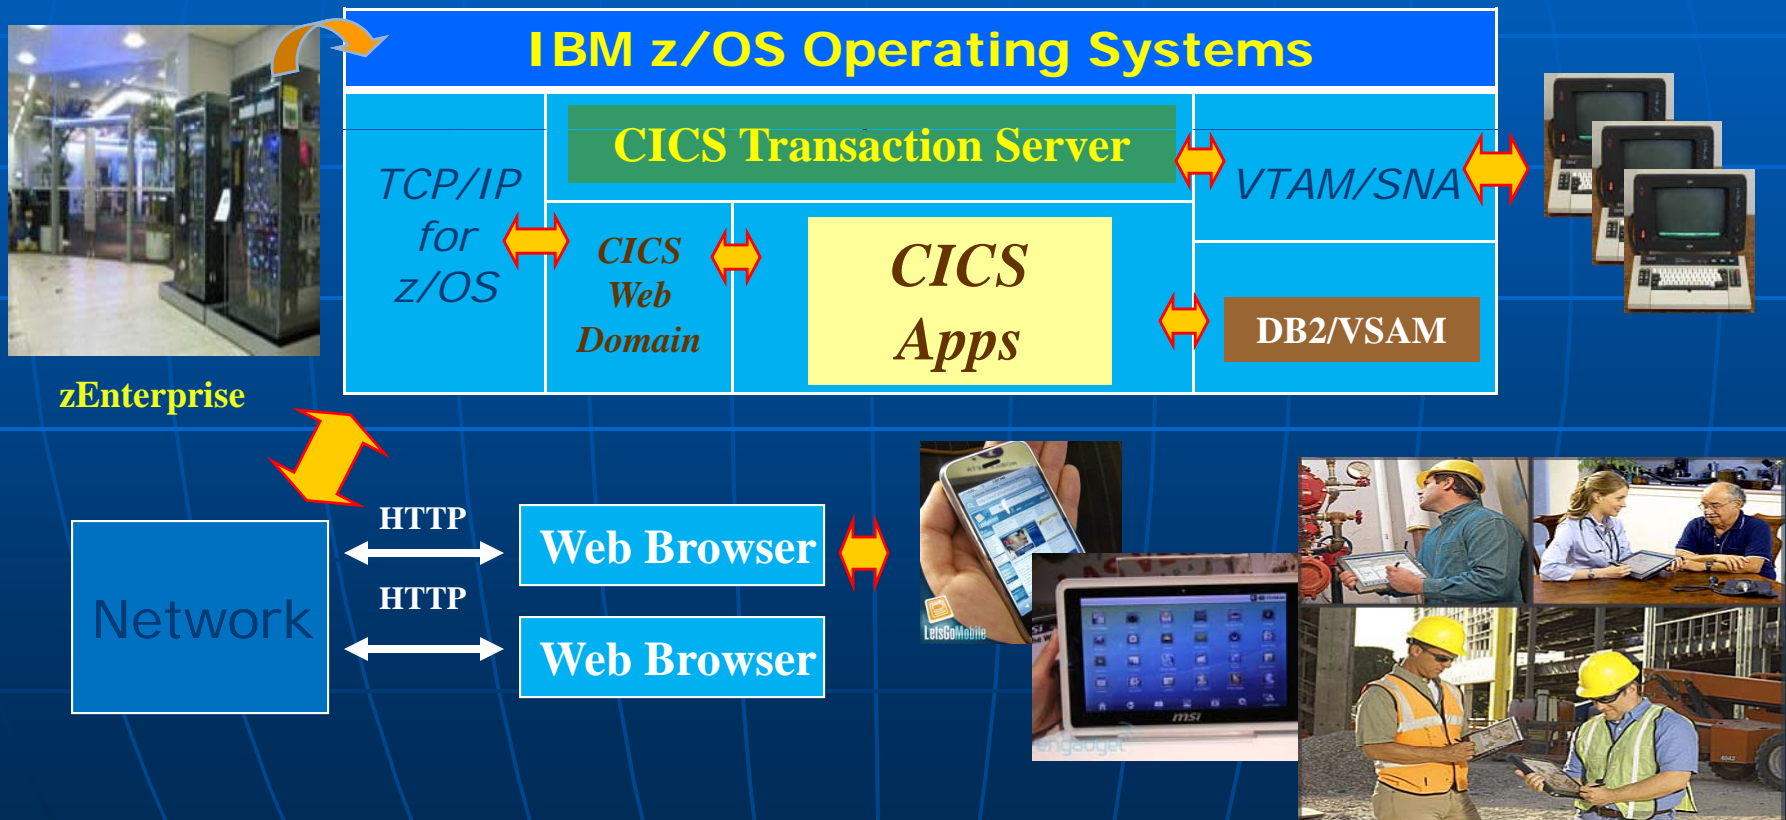 IBM z/OS Operating Systems
CICS Transaction Server
TCP/IP
for
z/OS
VTAM/SNA
CICS
Web
Domain
CICS
Apps
DB2/VSAM
zEnterprise
HTTP
Web Browser
Network
HTTP
Web Browser
LetsGoMobile
msi
engadget